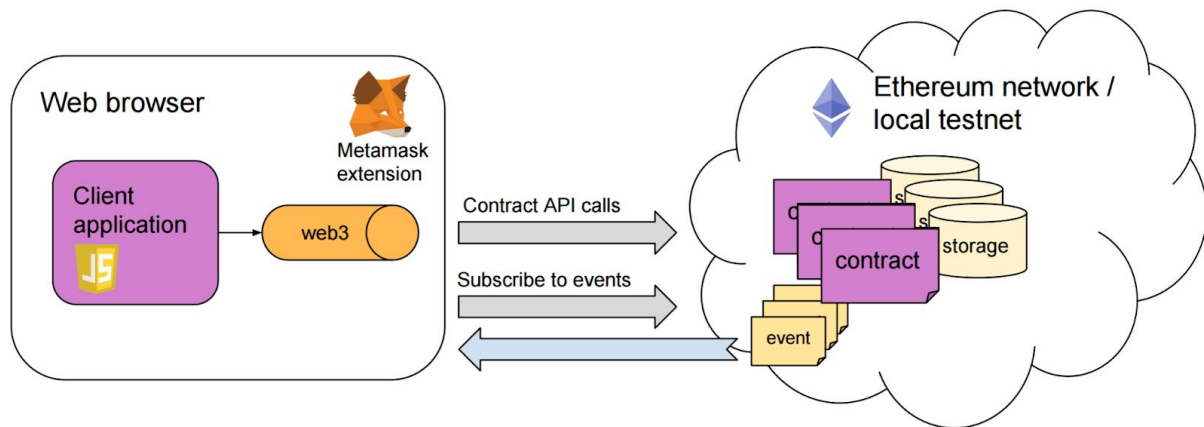 Web browser
Metamask
extension
Client
application
JS
web3
Contract API calls
Subscribe to events
Ethereum network /
local testnet
s
s
storage
c
c
contract
event